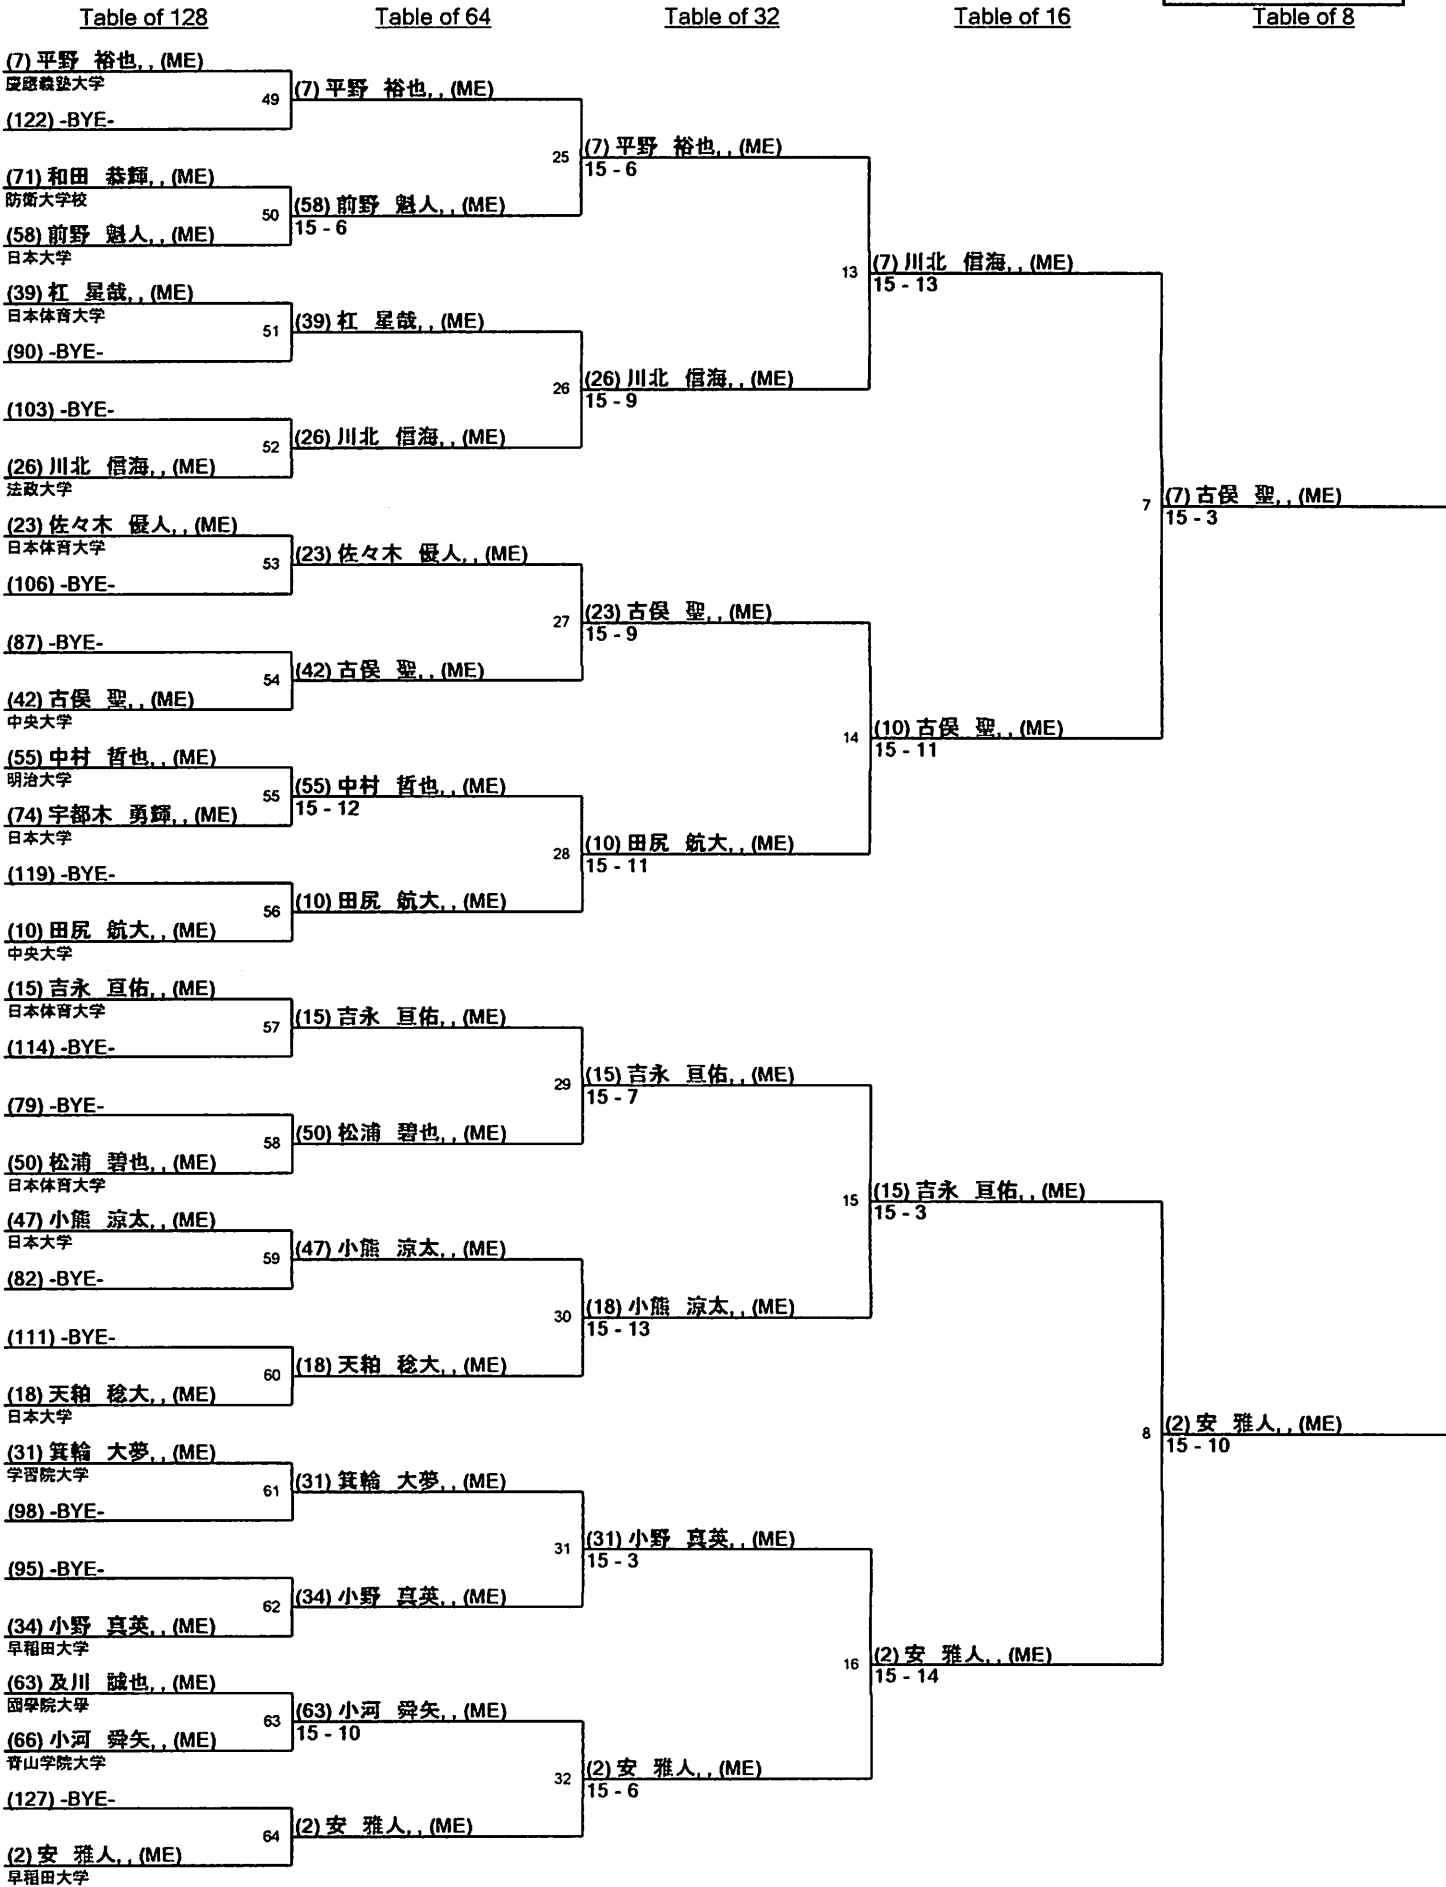 Table of 128
Table of 64
Table of 32
Table of 16
Table of 8
(7) 平野 裕也, , (ME)
慶應義塾大学
(122) -BYE-
(71) 和田 恭輝, , (ME)
防衛大学校
(58) 前野 魁人, , (ME)
日本大学
(39) 杠 星哉, , (ME)
日本体育大学
(90) -BYE-
(103) -BYE-
(26) 川北 信海, , (ME)
法政大学
(23) 佐々木 優人, , (ME)
日本体育大学
(106) -BYE-
(87) -BYE-
(42) 古俣 聖, , (ME)
中央大学
(55) 中村 哲也, , (ME)
明治大学
(74) 宇都木 勇輝, , (ME)
日本大学
(119) -BYE-
(10) 田尻 航大, , (ME)
中央大学
(15) 吉永 亘佑, , (ME)
日本体育大学
(114) -BYE-
(79) -BYE-
(50) 松浦 碧也, , (ME)
日本体育大学
(47) 小熊 涼太, , (ME)
日本大学
(82) -BYE-
(111) -BYE-
(18) 天粕 稔大, , (ME)
日本大学
(31) 箕輪 大夢, , (ME)
学習院大学
(98) -BYE-
(95) -BYE-
(34) 小野 真英, , (ME)
早稲田大学
(63) 及川 誠也, , (ME)
國學院大學
(66) 小河 舜矢, , (ME)
青山学院大学
(127) -BYE-
(2) 安 雅人, , (ME)
早稲田大学
49
(7) 平野 裕也, , (ME)
50
(58) 前野 魁人, , (ME)
15 - 6
51
(39) 杠 星哉, , (ME)
52
(26) 川北 信海, , (ME)
53
(23) 佐々木 優人, , (ME)
54
(42) 古俣 聖, , (ME)
55
(55) 中村 哲也, , (ME)
15 - 12
56
(10) 田尻 航大, , (ME)
57
(15) 吉永 亘佑, , (ME)
58
(50) 松浦 碧也, , (ME)
59
(47) 小熊 涼太, , (ME)
60
(18) 天粕 稔大, , (ME)
61
(31) 箕輪 大夢, , (ME)
62
(34) 小野 真英, , (ME)
63
(63) 小河 舜矢, , (ME)
15 - 10
64
(2) 安 雅人, , (ME)
25
(7) 平野 裕也, , (ME)
15 - 6
26
(26) 川北 信海, , (ME)
15 - 9
27
(23) 古俣 聖, , (ME)
15 - 9
28
(10) 田尻 航大, , (ME)
15 - 11
29
(15) 吉永 亘佑, , (ME)
15 - 7
30
(18) 小熊 涼太, , (ME)
15 - 13
31
(31) 小野 真英, , (ME)
15 - 3
32
(2) 安 雅人, , (ME)
15 - 6
13
(7) 川北 信海, , (ME)
15 - 13
14
(10) 古俣 聖, , (ME)
15 - 11
15
(15) 吉永 亘佑, , (ME)
15 - 3
16
(2) 安 雅人, , (ME)
15 - 14
7
(7) 古俣 聖, , (ME)
15 - 3
8
(2) 安 雅人, , (ME)
15 - 10